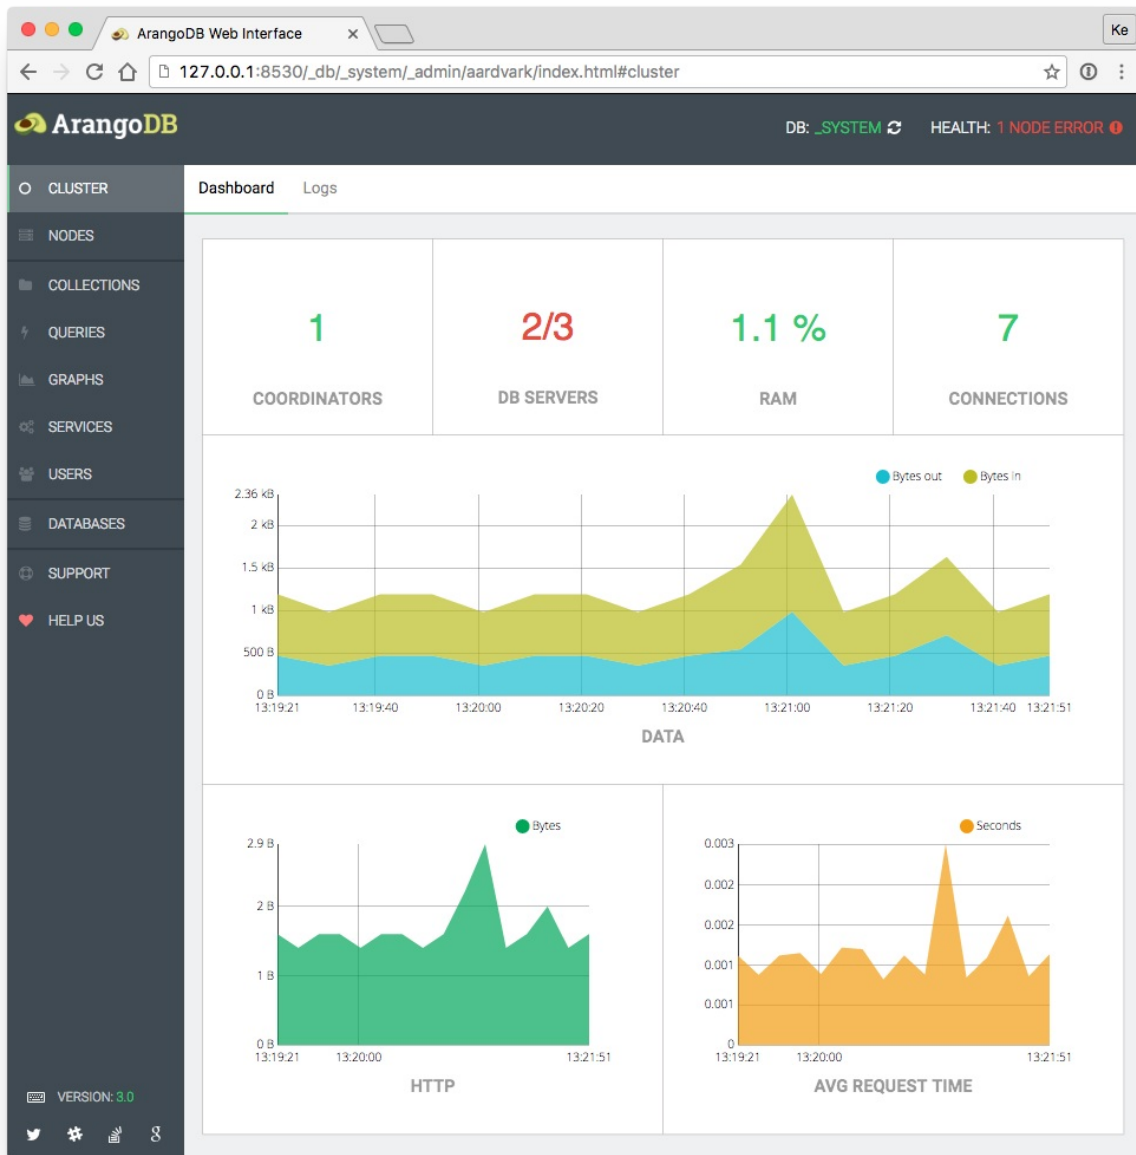 ArangoDB Web Interface
Ke
127.0.0.1:8530/_db/_system/_admin/aardvark/index.html#cluster
ArangoDB
DB: _SYSTEM HEALTH: 1 NODE ERROR
CLUSTER
NODES
COLLECTIONS
QUERIES
GRAPHS
SERVICES
USERS
DATABASES
SUPPORT
HELP US
VERSION: 3.0
Dashboard Logs
1 2/3 1.1 % 7
COORDINATORS DB SERVERS RAM CONNECTIONS
Bytes out Bytes in
2.36 kB
2 kB
1.5 kB
1 kB
500 B
0 B
13:19:21 13:19:40 13:20:00 13:20:20 13:20:40 13:21:00 13:21:20 13:21:40 13:21:51
DATA
Bytes
2.9 B
2 B
1 B
0 B
13:19:21 13:20:00 13:21:51
HTTP
Seconds
0.003
0.002
0.002
0.001
0.001
0
13:19:21 13:20:00 13:21:51
AVG REQUEST TIME